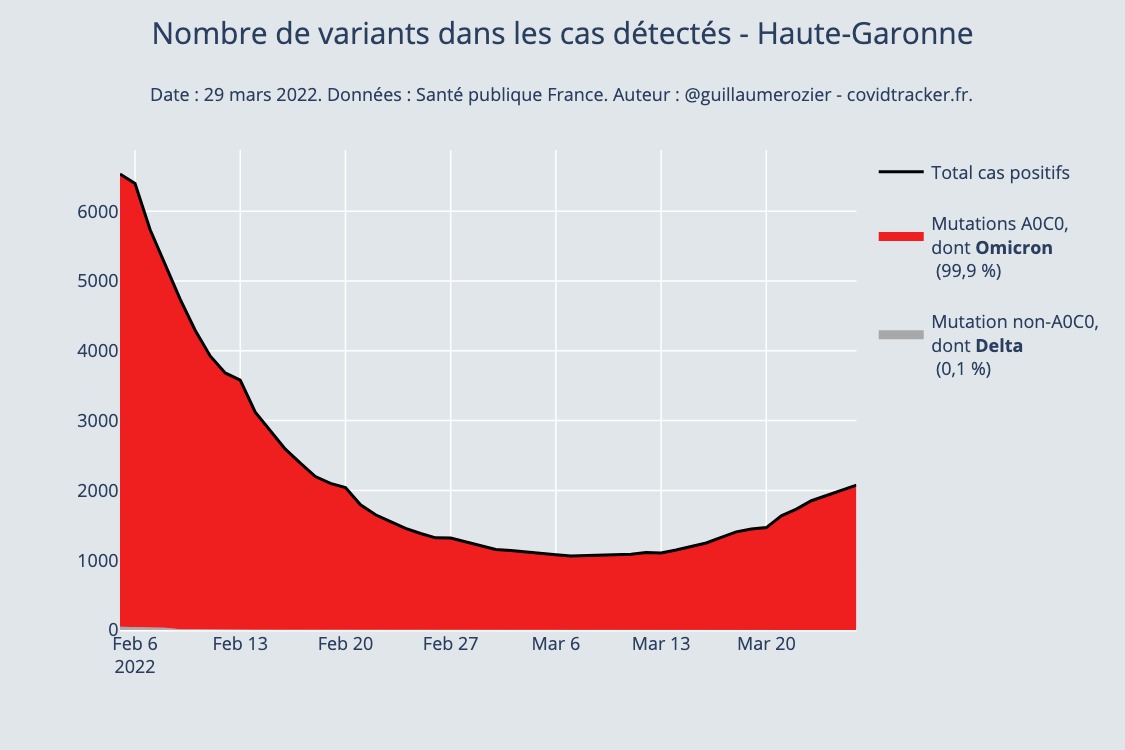 Nombre de variants dans les cas détectés - Haute-Garonne
Date : 29 mars 2022. Données : Santé publique France. Auteur : @guillaumerozier - covidtracker.fr.
Total cas positifs
Mutations A0C0,
dont Omicron
(99,9 %)
Mutation non-A0C0,
dont Delta
(0,1 %)
6000
5000
4000
3000
2000
1000
0
Feb 6
2022
Feb 13
Feb 20
Feb 27
Mar 6
Mar 13
Mar 20